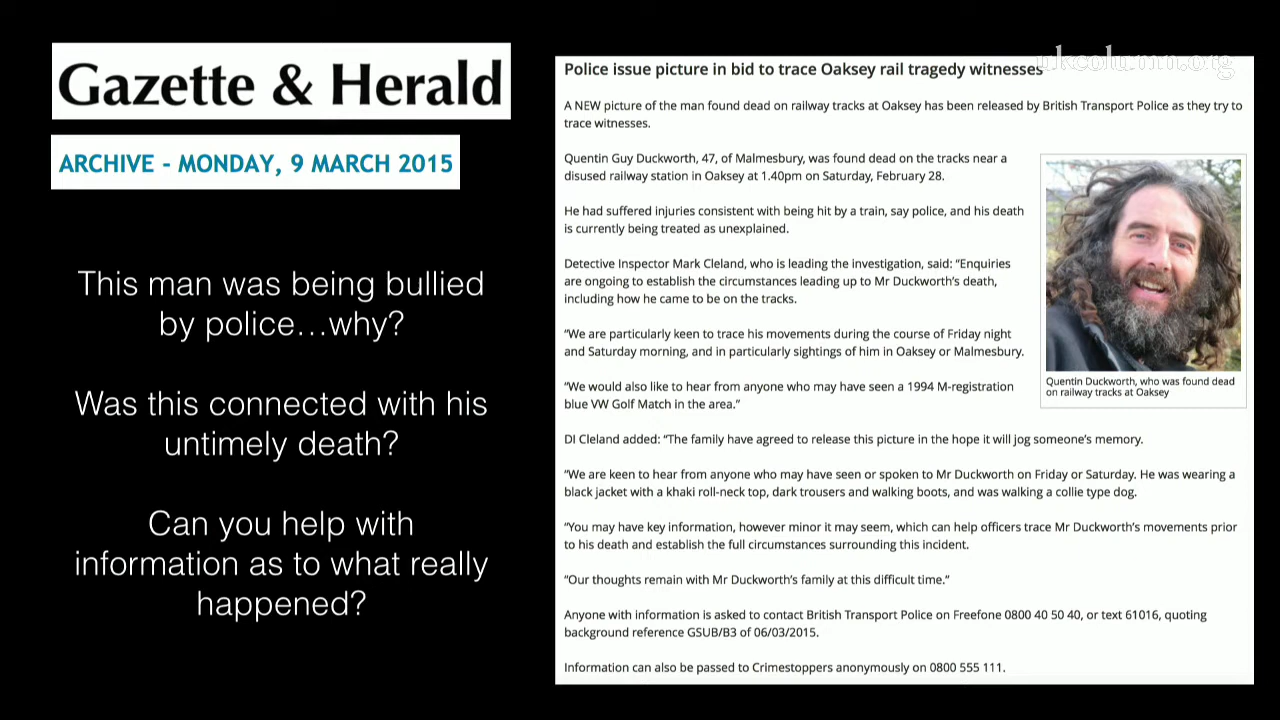 Gazette & Herald
ARCHIVE - MONDAY, 9 MARCH 2015
This man was being bullied
by police...why?
Was this connected with his
untimely death?
Can you help with
information as to what really
happened?
ukcolumn.org
Police issue picture in bid to trace Oaksey rail tragedy witnesses
A NEW picture of the man found dead on railway tracks at Oaksey has been released by British Transport Police as they try to
trace witnesses.
Quentin Guy Duckworth, 47, of Malmesbury, was found dead on the tracks near a
disused railway station in Oaksey at 1.40pm on Saturday, February 28.
He had suffered injuries consistent with being hit by a train, say police, and his death
is currently being treated as unexplained.
Detective Inspector Mark Cleland, who is leading the investigation, said: “Enquiries
are ongoing to establish the circumstances leading up to Mr Duckworth’s death,
including how he came to be on the tracks.
“We are particularly keen to trace his movements during the course of Friday night
and Saturday morning, and in particularly sightings of him in Oaksey or Malmesbury.
“We would also like to hear from anyone who may have seen a 1994 M-registration
blue VW Golf Match in the area.”
Quentin Duckworth, who was found dead
on railway tracks at Oaksey
DI Cleland added: “The family have agreed to release this picture in the hope it will jog someone’s memory.
“We are keen to hear from anyone who may have seen or spoken to Mr Duckworth on Friday or Saturday. He was wearing a
black jacket with a khaki roll-neck top, dark trousers and walking boots, and was walking a collie type dog.
“You may have key information, however minor it may seem, which can help officers trace Mr Duckworth’s movements prior
to his death and establish the full circumstances surrounding this incident.
“Our thoughts remain with Mr Duckworth’s family at this difficult time.”
Anyone with information is asked to contact British Transport Police on Freefone 0800 40 50 40, or text 61016, quoting
background reference GSUB/B3 of 06/03/2015.
Information can also be passed to Crimestoppers anonymously on 0800 555 111.